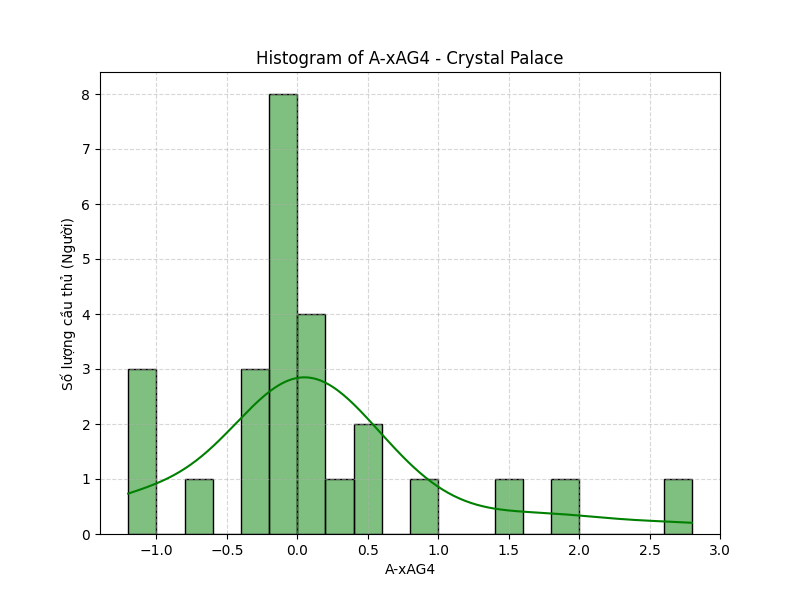 Histogram of A-xAG4 - Crystal Palace
Số lượng cầu thủ (Người)
8
7
6
5
4
3
2
1
0
−1.0 −0.5 0.0 0.5 1.0 1.5 2.0 2.5 3.0
A-xAG4